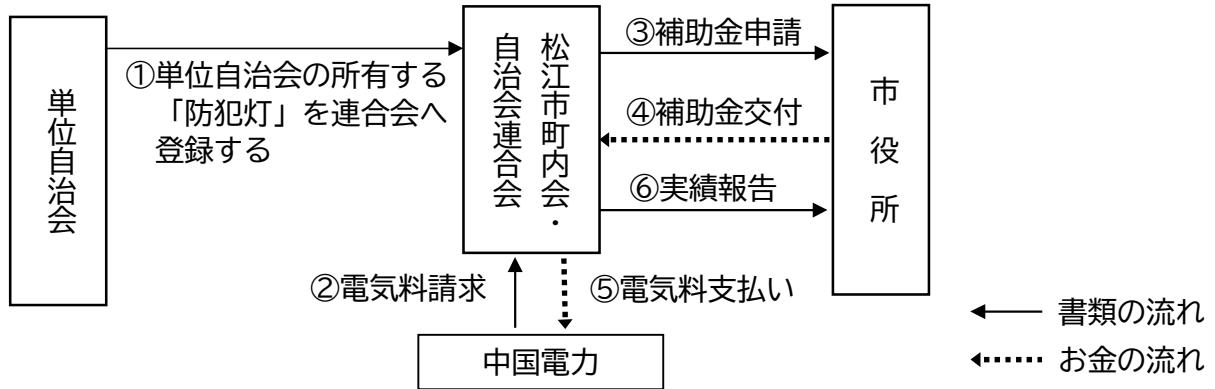 単位自治会
①単位自治会の所有する
「防犯灯」を連合会へ
登録する
松江市町内会・
自治会連合会
③補助金申請
④補助金交付
⑥実績報告
市役所
②電気料請求
⑤電気料支払い
中国電力
書類の流れ
お金の流れ